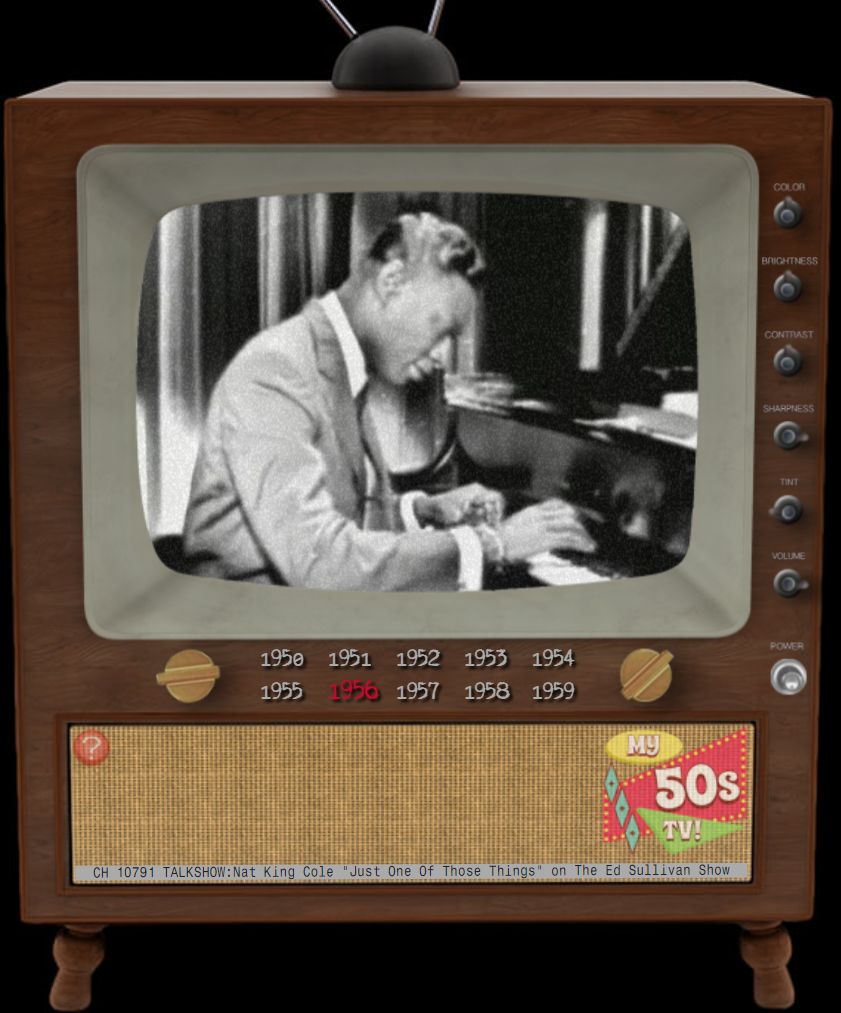 COLOR
BRIGHTNESS
CONTRAST
SHARPNESS
TINT
VOLUME
POWER
1950 1951 1952 1953 1954
1955 1956 1957 1958 1959
?
MY
50s
TV!
CH 10791 TALKSHOW:Nat King Cole "Just One Of Those Things" on The Ed Sullivan Show